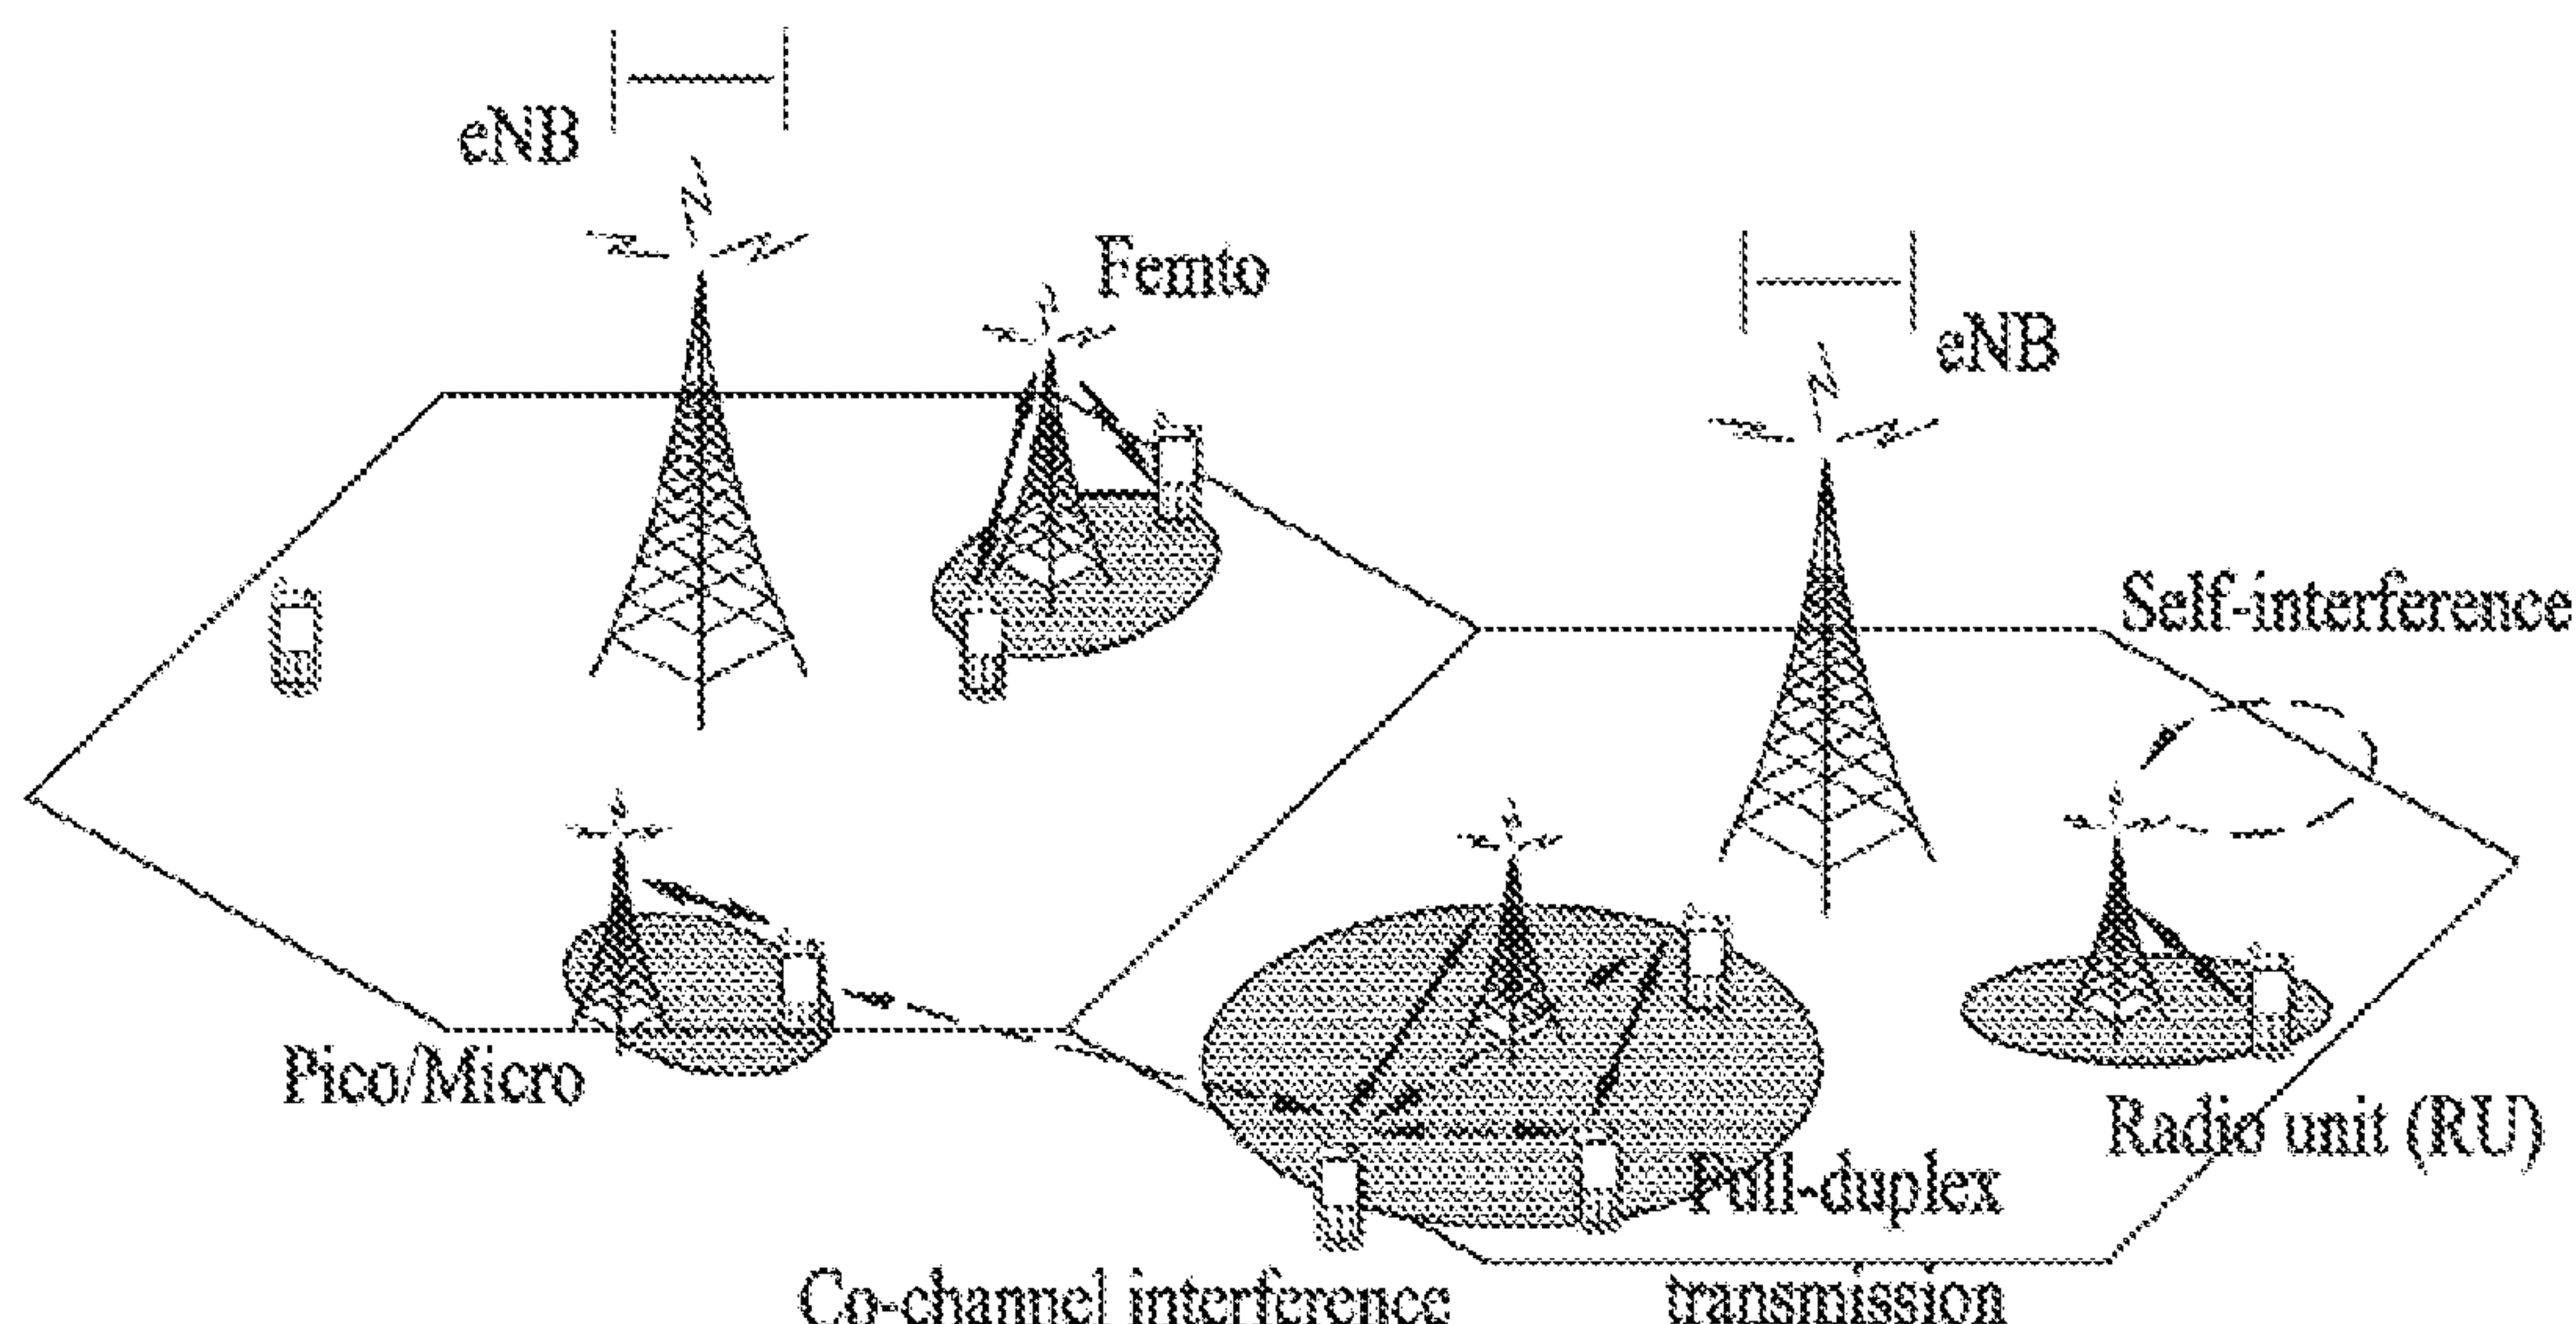 eNB
Femto
eNB
Self-interference
Pico/Micro
Radio unit (RU)
Full-duplex
transmission
Co-channel interference